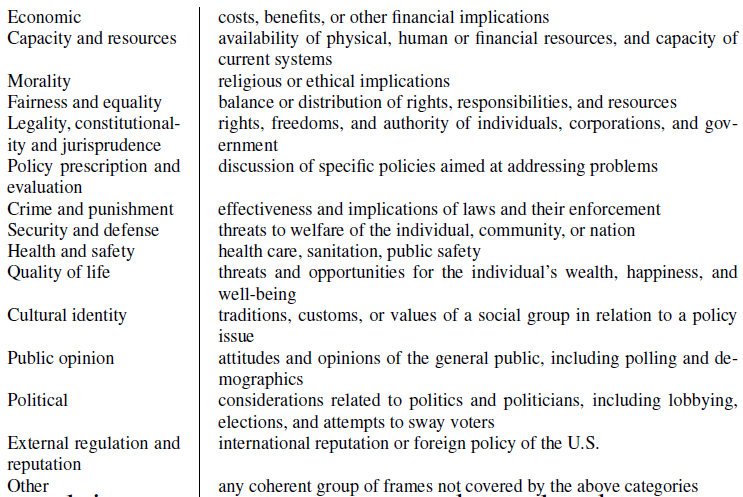 Economic costs, benefits, or other financial implications
Capacity and resources availability of physical, human or financial resources, and capacity of
current systems
Morality religious or ethical implications
Fairness and equality balance or distribution of rights, responsibilities, and resources
Legality, constitutional- rights, freedoms, and authority of individuals, corporations, and gov-
ity and jurisprudence ernment
Policy prescription and discussion of specific policies aimed at addressing problems
evaluation
Crime and punishment effectiveness and implications of laws and their enforcement
Security and defense threats to welfare of the individual, community, or nation
Health and safety health care, sanitation, public safety
Quality of life threats and opportunities for the individual's wealth, happiness, and
well-being
Cultural identity traditions, customs, or values of a social group in relation to a policy
issue
Public opinion attitudes and opinions of the general public, including polling and de-
mographics
Political considerations related to politics and politicians, including lobbying,
elections, and attempts to sway voters
External regulation and international reputation or foreign policy of the U.S.
reputation
Other any coherent group of frames not covered by the above categories